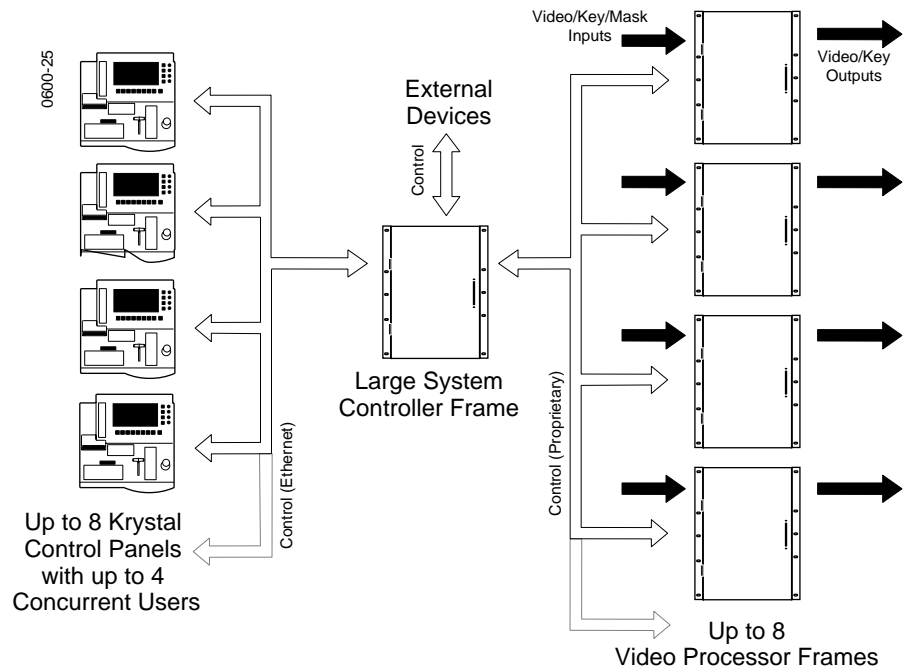 0600-25
Video/Key/Mask
Inputs
Video/Key
Outputs
External
Devices
Control
Large System
Controller Frame
Control (Ethernet)
Control (Proprietary)
Up to 8 Krystal
Control Panels
with up to 4
Concurrent Users
Up to 8
Video Processor Frames